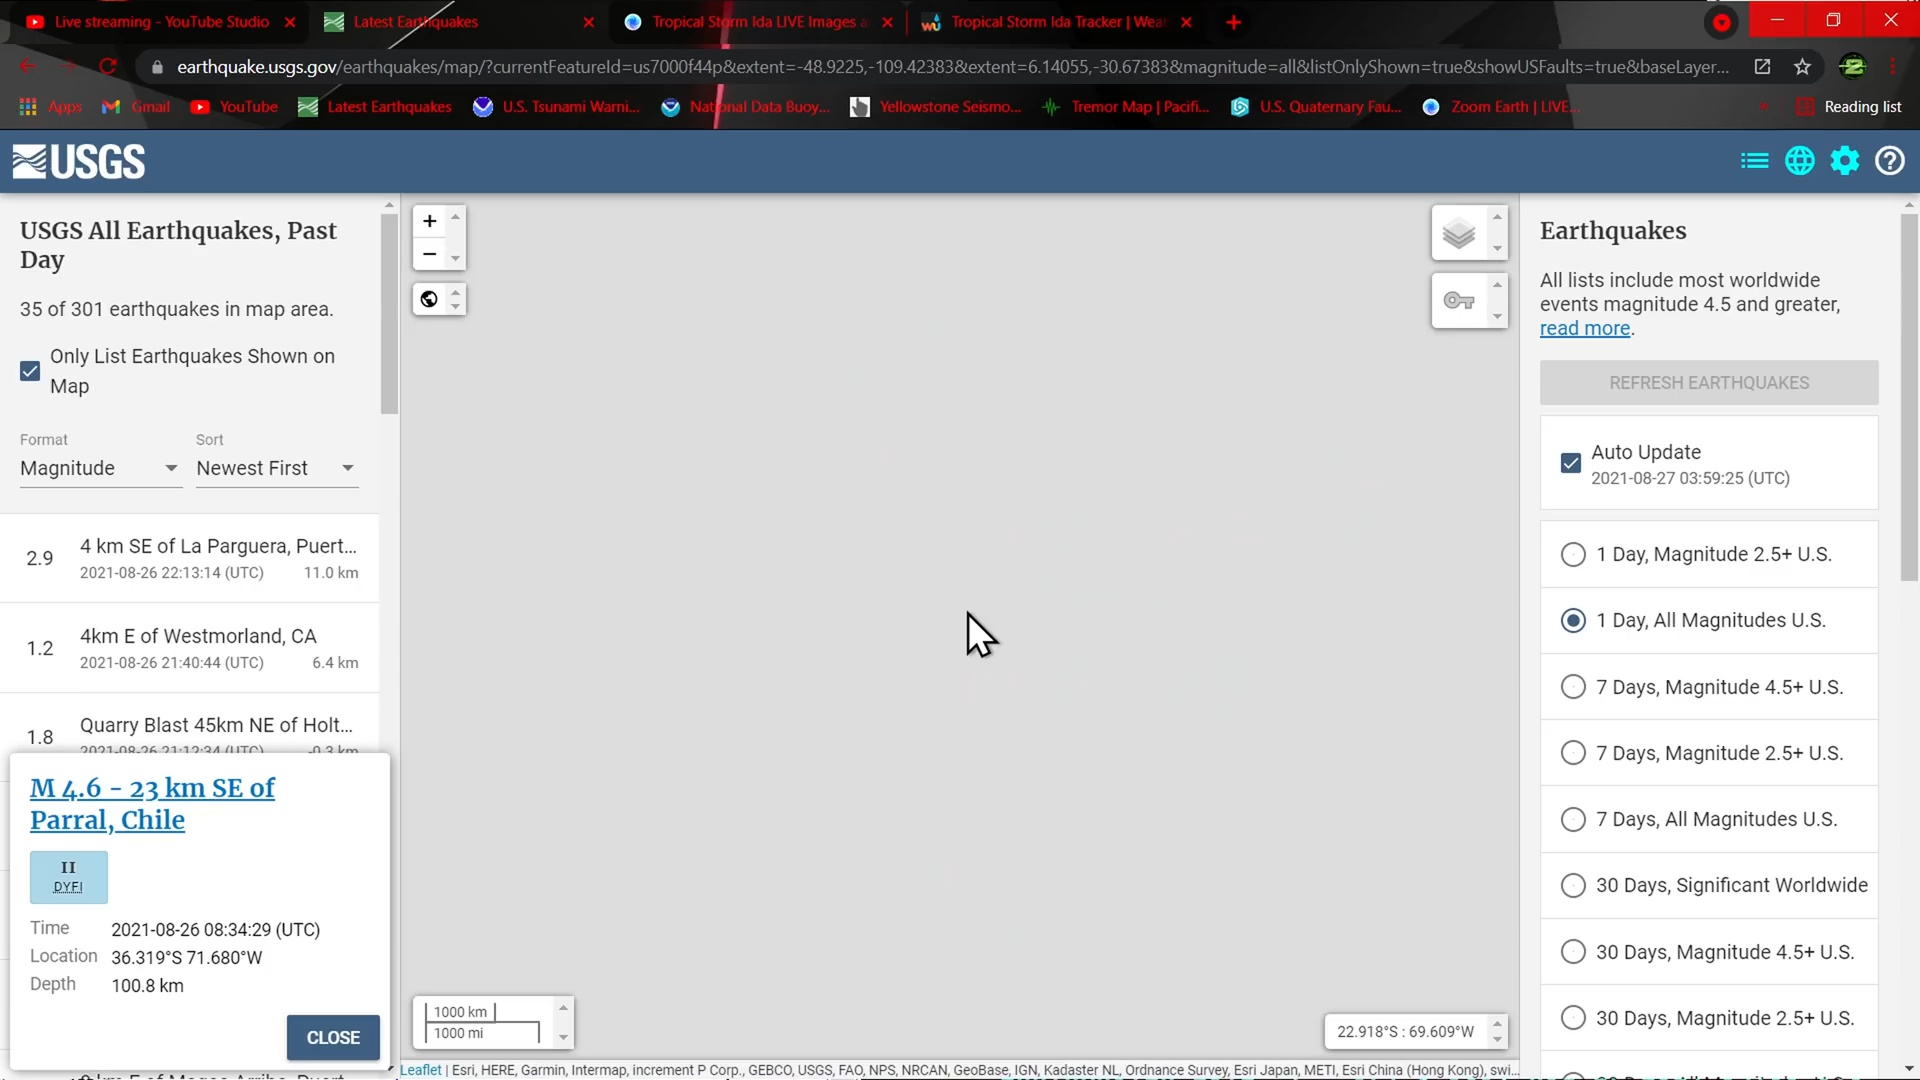 Live streaming - YouTube Studio
Latest Earthquakes
Tropical Storm Ida LIVE Images a
Tropical Storm Ida Tracker | Weat
earthquake.usgs.gov/earthquakes/map/?currentFeatureId=us7000f44p&extent=-48.9225,-109.42383&extent=6.14055,-30.67383&magnitude=all&listOnlyShown=true&showUSFaults=true&baseLayer...
Apps
Gmail
YouTube
Latest Earthquakes
U.S. Tsunami Warni...
National Data Buoy...
Yellowstone Seismo...
Tremor Map | Pacifi...
U.S. Quaternary Fau...
Zoom Earth | LIVE...
Reading list
USGS
USGS All Earthquakes, Past
Day
35 of 301 earthquakes in map area.
Only List Earthquakes Shown on
Map
Format
Sort
Magnitude
Newest First
2.9
4 km SE of La Parguera, Puert...
2021-08-26 22:13:14 (UTC)
11.0 km
1.2
4km E of Westmorland, CA
2021-08-26 21:40:44 (UTC)
6.4 km
1.8
Quarry Blast 45km NE of Holt...
2021-08-26 21:12:34 (UTC)
-0.3 km
M 4.6 - 23 km SE of
Parral, Chile
II
DYFI
Time
2021-08-26 08:34:29 (UTC)
Location
36.319°S 71.680°W
Depth
100.8 km
CLOSE
+
−
1000 km
1000 mi
22.918°S : 69.609°W
Leaflet | Esri, HERE, Garmin, Intermap, increment P Corp., GEBCO, USGS, FAO, NPS, NRCAN, GeoBase, IGN, Kadaster NL, Ordnance Survey, Esri Japan, METI, Esri China (Hong Kong), swi...
Earthquakes
All lists include most worldwide
events magnitude 4.5 and greater,
read more.
REFRESH EARTHQUAKES
Auto Update
2021-08-27 03:59:25 (UTC)
1 Day, Magnitude 2.5+ U.S.
1 Day, All Magnitudes U.S.
7 Days, Magnitude 4.5+ U.S.
7 Days, Magnitude 2.5+ U.S.
7 Days, All Magnitudes U.S.
30 Days, Significant Worldwide
30 Days, Magnitude 4.5+ U.S.
30 Days, Magnitude 2.5+ U.S.